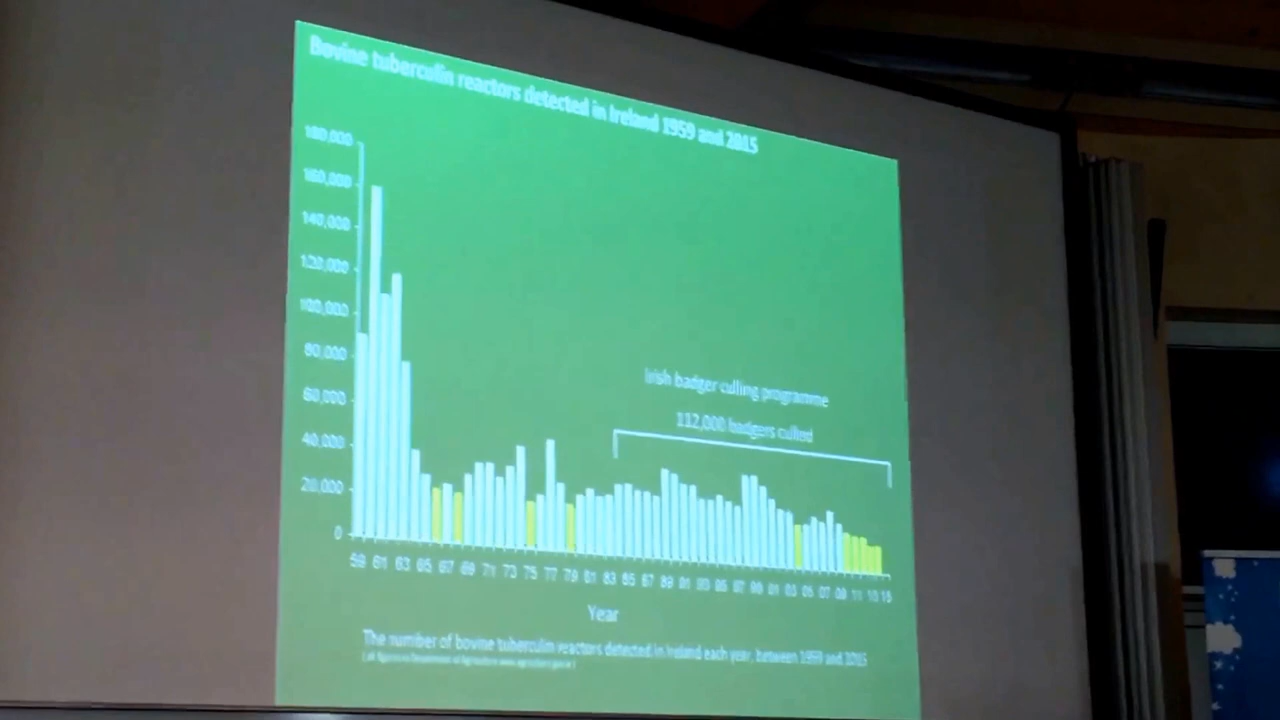 Bovine tuberculin reactors detected in Ireland 1959 and 2015
180,000
160,000
140,000
120,000
100,000
80,000
60,000
40,000
20,000
0
Irish badger culling programme
112,000 badgers culled
59 61 63 65 67 69 71 73 75 77 79 81 83 85 87 89 91 93 95 97 99 01 03 05 07 09 11 13 15
Year
The number of bovine tuberculin reactors detected in Ireland each year, between 1959 and 2015